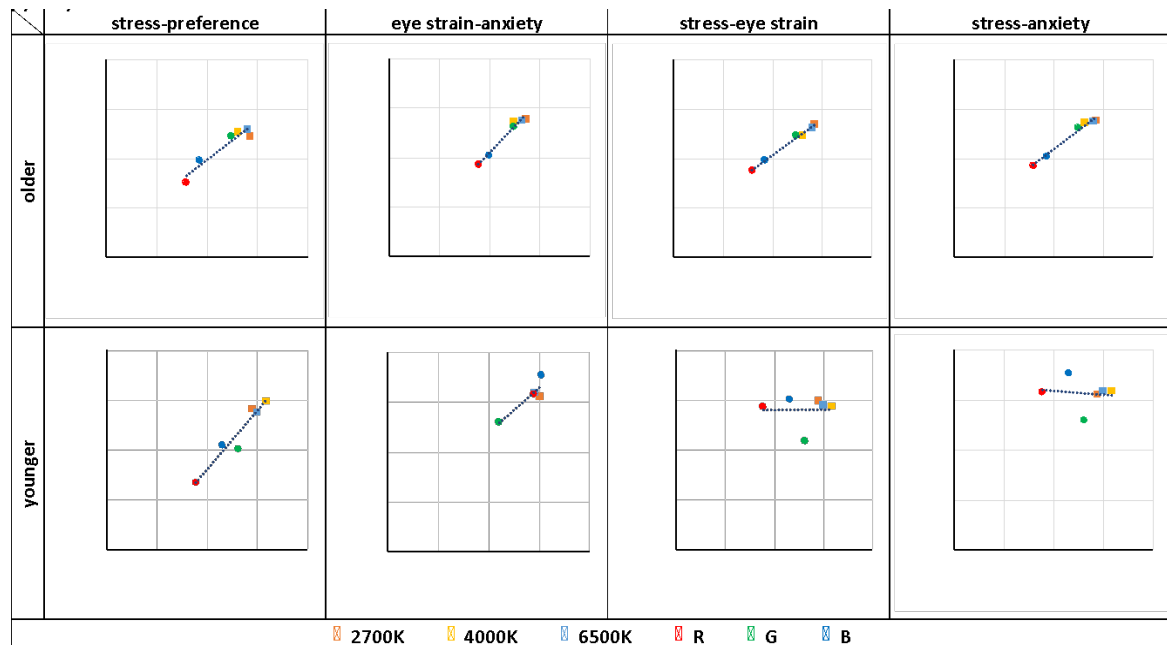 stress-preference eye strain-anxiety stress-eye strain stress-anxiety
older
younger
2700K 4000K 6500K R G B